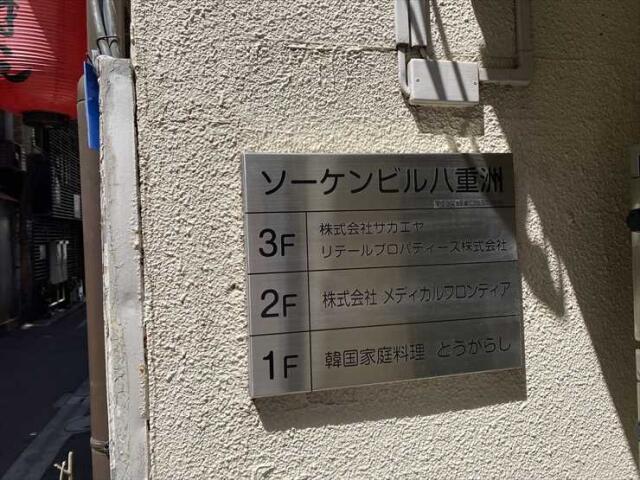 ソーケンビル八重洲
3F
株式会社サカエヤ
リテールプロパティーズ株式会社
2F
株式会社 メディカルフロンティア
1F
韓国家庭料理 とうがらし